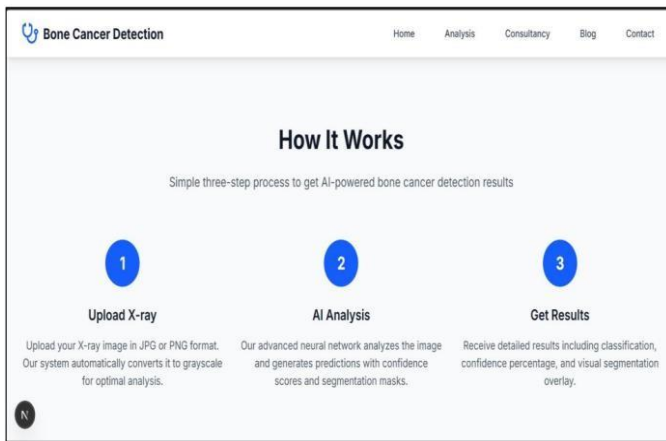 Bone Cancer Detection
Home Analysis Consultancy Blog Contact
How It Works
Simple three-step process to get AI-powered bone cancer detection results
1
Upload X-ray
Upload your X-ray image in JPG or PNG format.
Our system automatically converts it to grayscale
for optimal analysis.
2
AI Analysis
Our advanced neural network analyzes the image
and generates predictions with confidence
scores and segmentation masks.
3
Get Results
Receive detailed results including classification,
confidence percentage, and visual segmentation
overlay.
N